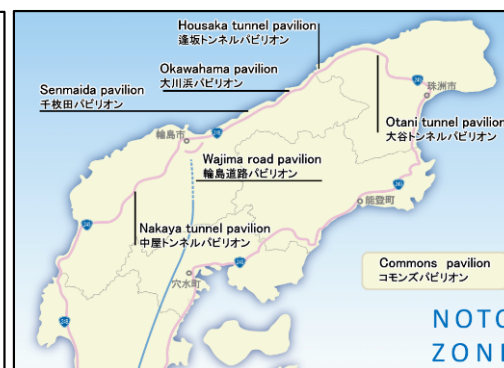 Housaka tunnel pavilion
逢坂トンネルパビリオン
Okawahama pavilion
大川浜パビリオン
Senmaida pavilion
千枚田パビリオン
珠洲市
Otani tunnel pavilion
大谷トンネルパビリオン
輪島市
Wajima road pavilion
輪島道路パビリオン
能登町
Nakaya tunnel pavilion
中屋トンネルパビリオン
穴水町
Commons pavilion
コモンズパビリオン
NOTO
ZONE